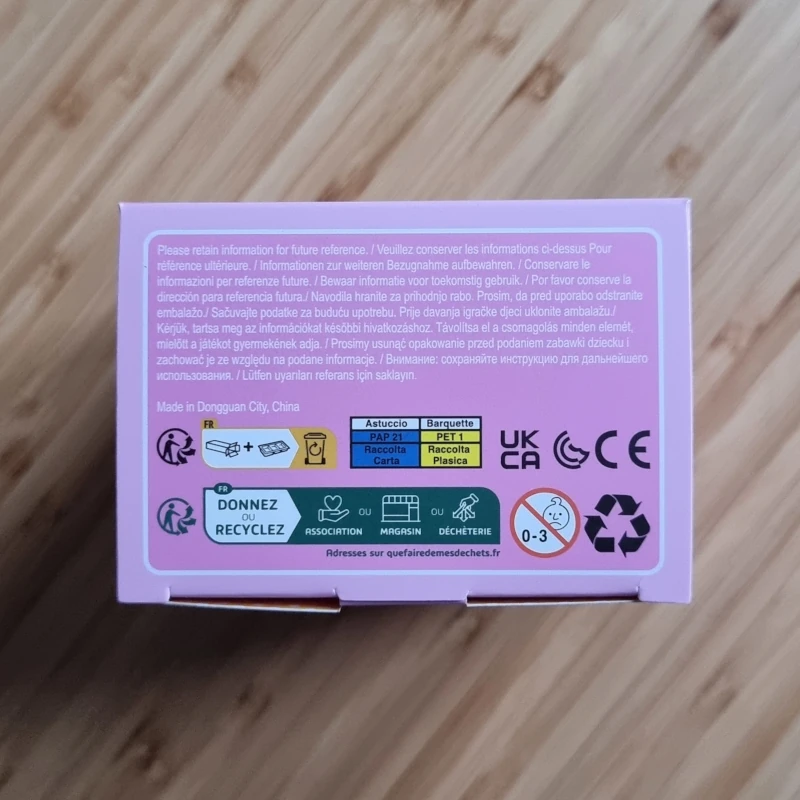 Please retain information for future reference. / Veuillez conserver les informations ci-dessus Pour
référence ultérieure. / Informationen zur weiteren Bezugnahme aufbewahren. / Conservare le
informazioni per referenze future. / Bewaar informatie voor toekomstig gebruik. / Por favor conserve la
dirección para referencia futura./ Navodila hranite za prihodnjo rabo. Prosim, da pred uporabo odstranite
embalažo./ Sačuvajte podatke za buduću upotrebu. Prije davanja igračke djeci uklonite ambalažu./
Kérjük, tartsa meg az információkat későbbi hivatkozáshoz. Távolítsa el a csomagolás minden elemét,
mielőtt a játékot gyermekének adja. / Prosimy usunąć opakowanie przed podaniem zabawki dziecku i
zachować je ze względu na podane informacje. / Внимание: сохраняйте инструкцию для дальнейшего
использования. / Lütfen uyarıları referans için saklayın.
Made in Dongguan City, China
FR
+
Astuccio Barquette
PAP 21 PET 1
Raccolta Raccolta
Carta Plasica
UK
CA
CE
FR
DONNEZ
OU
RECYCLEZ
ASSOCIATION OU MAGASIN OU DÉCHÈTERIE
Adresses sur quefairedemesdechets.fr
0-3